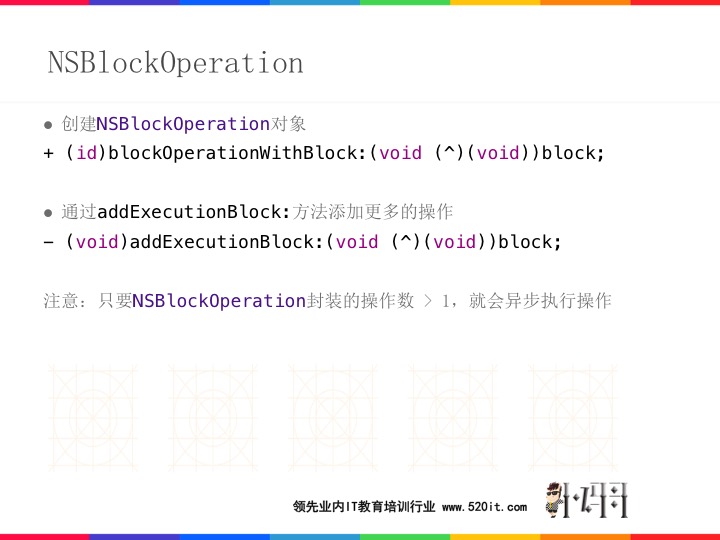 NSBlockOperation
● 创建NSBlockOperation对象
+ (id)blockOperationWithBlock:(void (^)(void))block;
● 通过addExecutionBlock:方法添加更多的操作
- (void)addExecutionBlock:(void (^)(void))block;
注意：只要NSBlockOperation封装的操作数 > 1，就会异步执行操作
领先业内IT教育培训行业 www.520it.com
小码哥